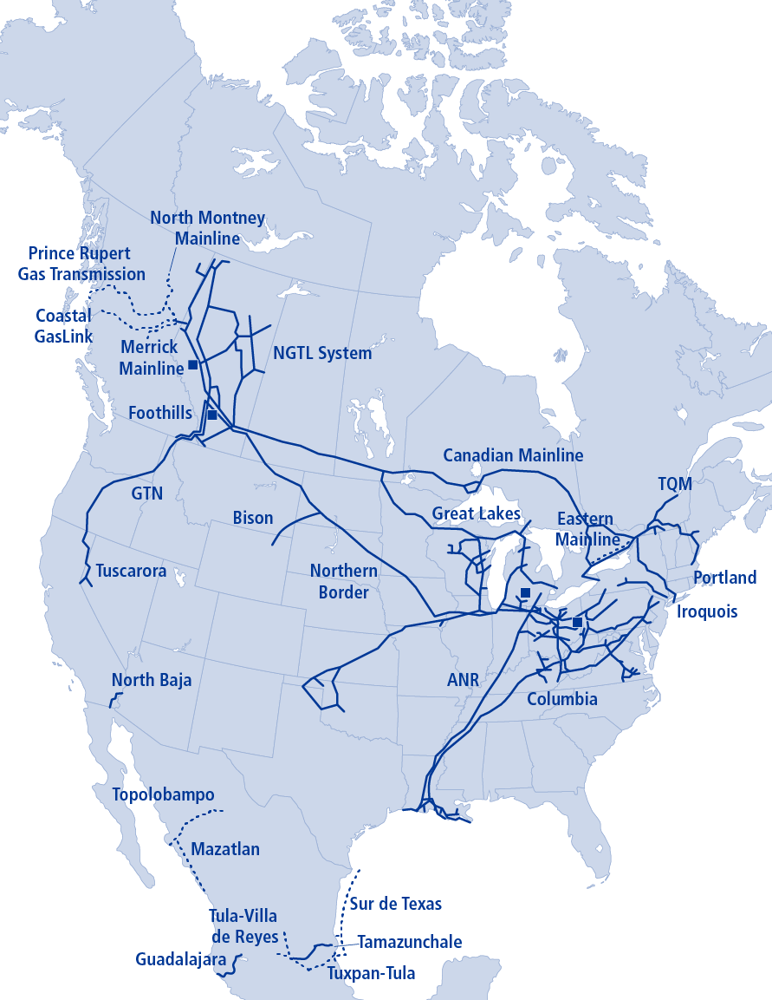 North Montney
Mainline
Prince Rupert
Gas Transmission
Coastal
GasLink
Merrick
Mainline
NGTL System
Foothills
Canadian Mainline
TQM
GTN
Bison
Great Lakes
Eastern
Mainline
Tuscarora
Northern
Border
Portland
Iroquois
North Baja
ANR
Columbia
Topolobampo
Mazatlan
Sur de Texas
Tula-Villa
de Reyes
Tamazunchale
Guadalajara
Tuxpan-Tula